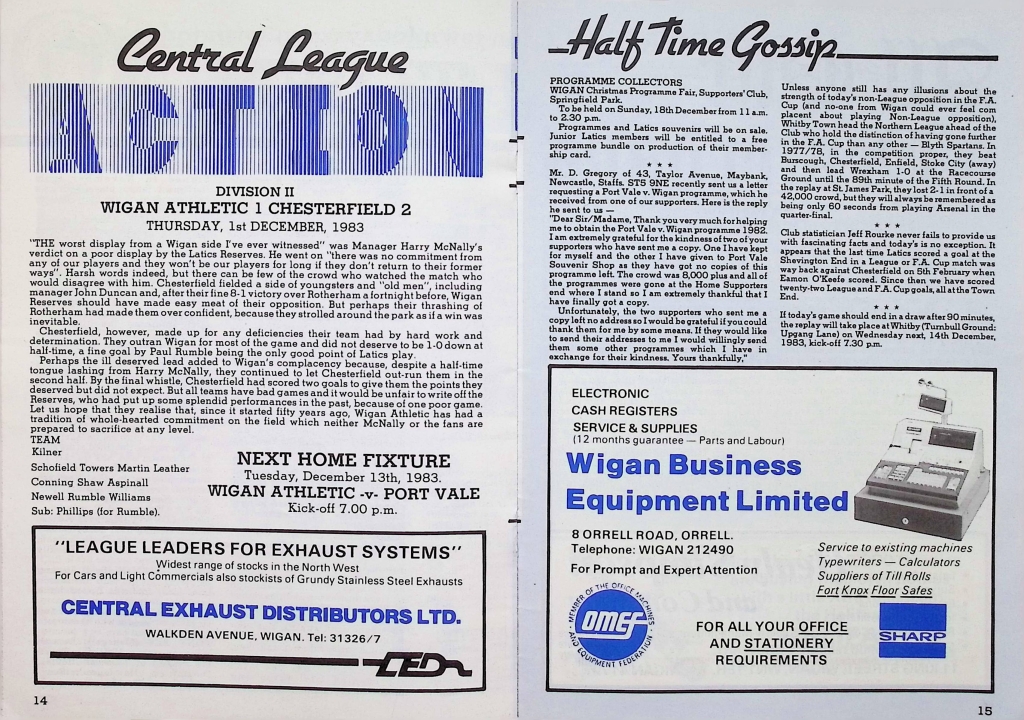 Central League
ACTION
DIVISION II
WIGAN ATHLETIC 1 CHESTERFIELD 2
THURSDAY, 1st DECEMBER, 1983
"THE worst display from a Wigan side I've ever witnessed" was Manager Harry McNally's
verdict on a poor display by the Latics Reserves. He went on "there was no commitment from
any of our players and they won't be our players for long if they don't return to their former
ways". Harsh words indeed, but there can be few of the crowd who watched the match who
would disagree with him. Chesterfield fielded a side of youngsters and "old men", including
manager John Duncan and, after their fine 8-1 victory over Rotherham a fortnight before, Wigan
Reserves should have made easy meat of their opposition. But perhaps their thrashing of
Rotherham had made them over confident, because they strolled around the park as if a win was
inevitable.
Chesterfield, however, made up for any deficiencies their team had by hard work and
determination. They outran Wigan for most of the game and did not deserve to be 1-0 down at
half-time, a fine goal by Paul Rumble being the only good point of Latics play.
Perhaps the ill deserved lead added to Wigan's complacency because, despite a half-time
tongue lashing from Harry McNally, they continued to let Chesterfield out-run them in the
second half. By the final whistle, Chesterfield had scored two goals to give them the points they
deserved but did not expect. But all teams have bad games and it would be unfair to write off the
Reserves, who had put up some splendid performances in the past, because of one poor game.
Let us hope that they realise that, since it started fifty years ago, Wigan Athletic has had a
tradition of whole-hearted commitment on the field which neither McNally or the fans are
prepared to sacrifice at any level.
TEAM
Kilner
Schofield Towers Martin Leather
Conning Shaw Aspinall
Newell Rumble Williams
Sub: Phillips (for Rumble).
NEXT HOME FIXTURE
Tuesday, December 13th, 1983.
WIGAN ATHLETIC -v- PORT VALE
Kick-off 7.00 p.m.
"LEAGUE LEADERS FOR EXHAUST SYSTEMS"
Widest range of stocks in the North West
For Cars and Light Commercials also stockists of Grundy Stainless Steel Exhausts
CENTRAL EXHAUST DISTRIBUTORS LTD.
WALKDEN AVENUE, WIGAN. Tel: 31326/7
CED
14
Half Time Gossip
PROGRAMME COLLECTORS
WIGAN Christmas Programme Fair, Supporters' Club,
Springfield Park.
To be held on Sunday, 18th December from 11 a.m.
to 2.30 p.m.
Programmes and Latics souvenirs will be on sale.
Junior Latics members will be entitled to a free
programme bundle on production of their member-
ship card.
* * *
Mr. D. Gregory of 43, Taylor Avenue, Maybank,
Newcastle, Staffs. ST5 9NE recently sent us a letter
requesting a Port Vale v. Wigan programme, which he
received from one of our supporters. Here is the reply
he sent to us —
"Dear Sir/Madame, Thank you very much for helping
me to obtain the Port Vale v. Wigan programme 1982.
I am extremely grateful for the kindness of two of your
supporters who have sent me a copy. One I have kept
for myself and the other I have given to Port Vale
Souvenir Shop as they have got no copies of this
programme left. The crowd was 8,000 plus and all of
the programmes were gone at the Home Supporters
end where I stand so I am extremely thankful that I
have finally got a copy.
Unfortunately, the two supporters who sent me a
copy left no address so I would be grateful if you could
thank them for me by some means. If they would like
to send their addresses to me I would willingly send
them some other programmes which I have in
exchange for their kindness. Yours thankfully,"
Unless anyone still has any illusions about the
strength of today's non-League opposition in the F.A.
Cup (and no-one from Wigan could ever feel com
placent about playing Non-League opposition),
Whitby Town head the Northern League ahead of the
Club who hold the distinction of having gone further
in the F.A. Cup than any other — Blyth Spartans. In
1977/78, in the competition proper, they beat
Burscough, Chesterfield, Enfield, Stoke City (away)
and then lead Wrexham 1-0 at the Racecourse
Ground until the 89th minute of the Fifth Round. In
the replay at St. James Park, they lost 2-1 in front of a
42,000 crowd, but they will always be remembered as
being only 60 seconds from playing Arsenal in the
quarter-final.
* * *
Club statistician Jeff Rourke never fails to provide us
with fascinating facts and today's is no exception. It
appears that the last time Latics scored a goal at the
Shevington End in a League or F.A. Cup match was
way back against Chesterfield on 5th February when
Eamon O'Keefe scored. Since then we have scored
twenty-two League and F.A. Cup goals, all at the Town
End.
* * *
If today's game should end in a draw after 90 minutes,
the replay will take place at Whitby (Turnbull Ground:
Upgang Lane) on Wednesday next, 14th December,
1983, kick-off 7.30 p.m.
ELECTRONIC
CASH REGISTERS
SERVICE & SUPPLIES
(12 months guarantee — Parts and Labour)
Wigan Business
Equipment Limited
8 ORRELL ROAD, ORRELL.
Telephone: WIGAN 212490
For Prompt and Expert Attention
Service to existing machines
Typewriters — Calculators
Suppliers of Till Rolls
Fort Knox Floor Safes
MEMBER OF THE OFFICE MACHINES
AND EQUIPMENT FEDERATION
OMEF
FOR ALL YOUR OFFICE
AND STATIONERY
REQUIREMENTS
SHARP
15